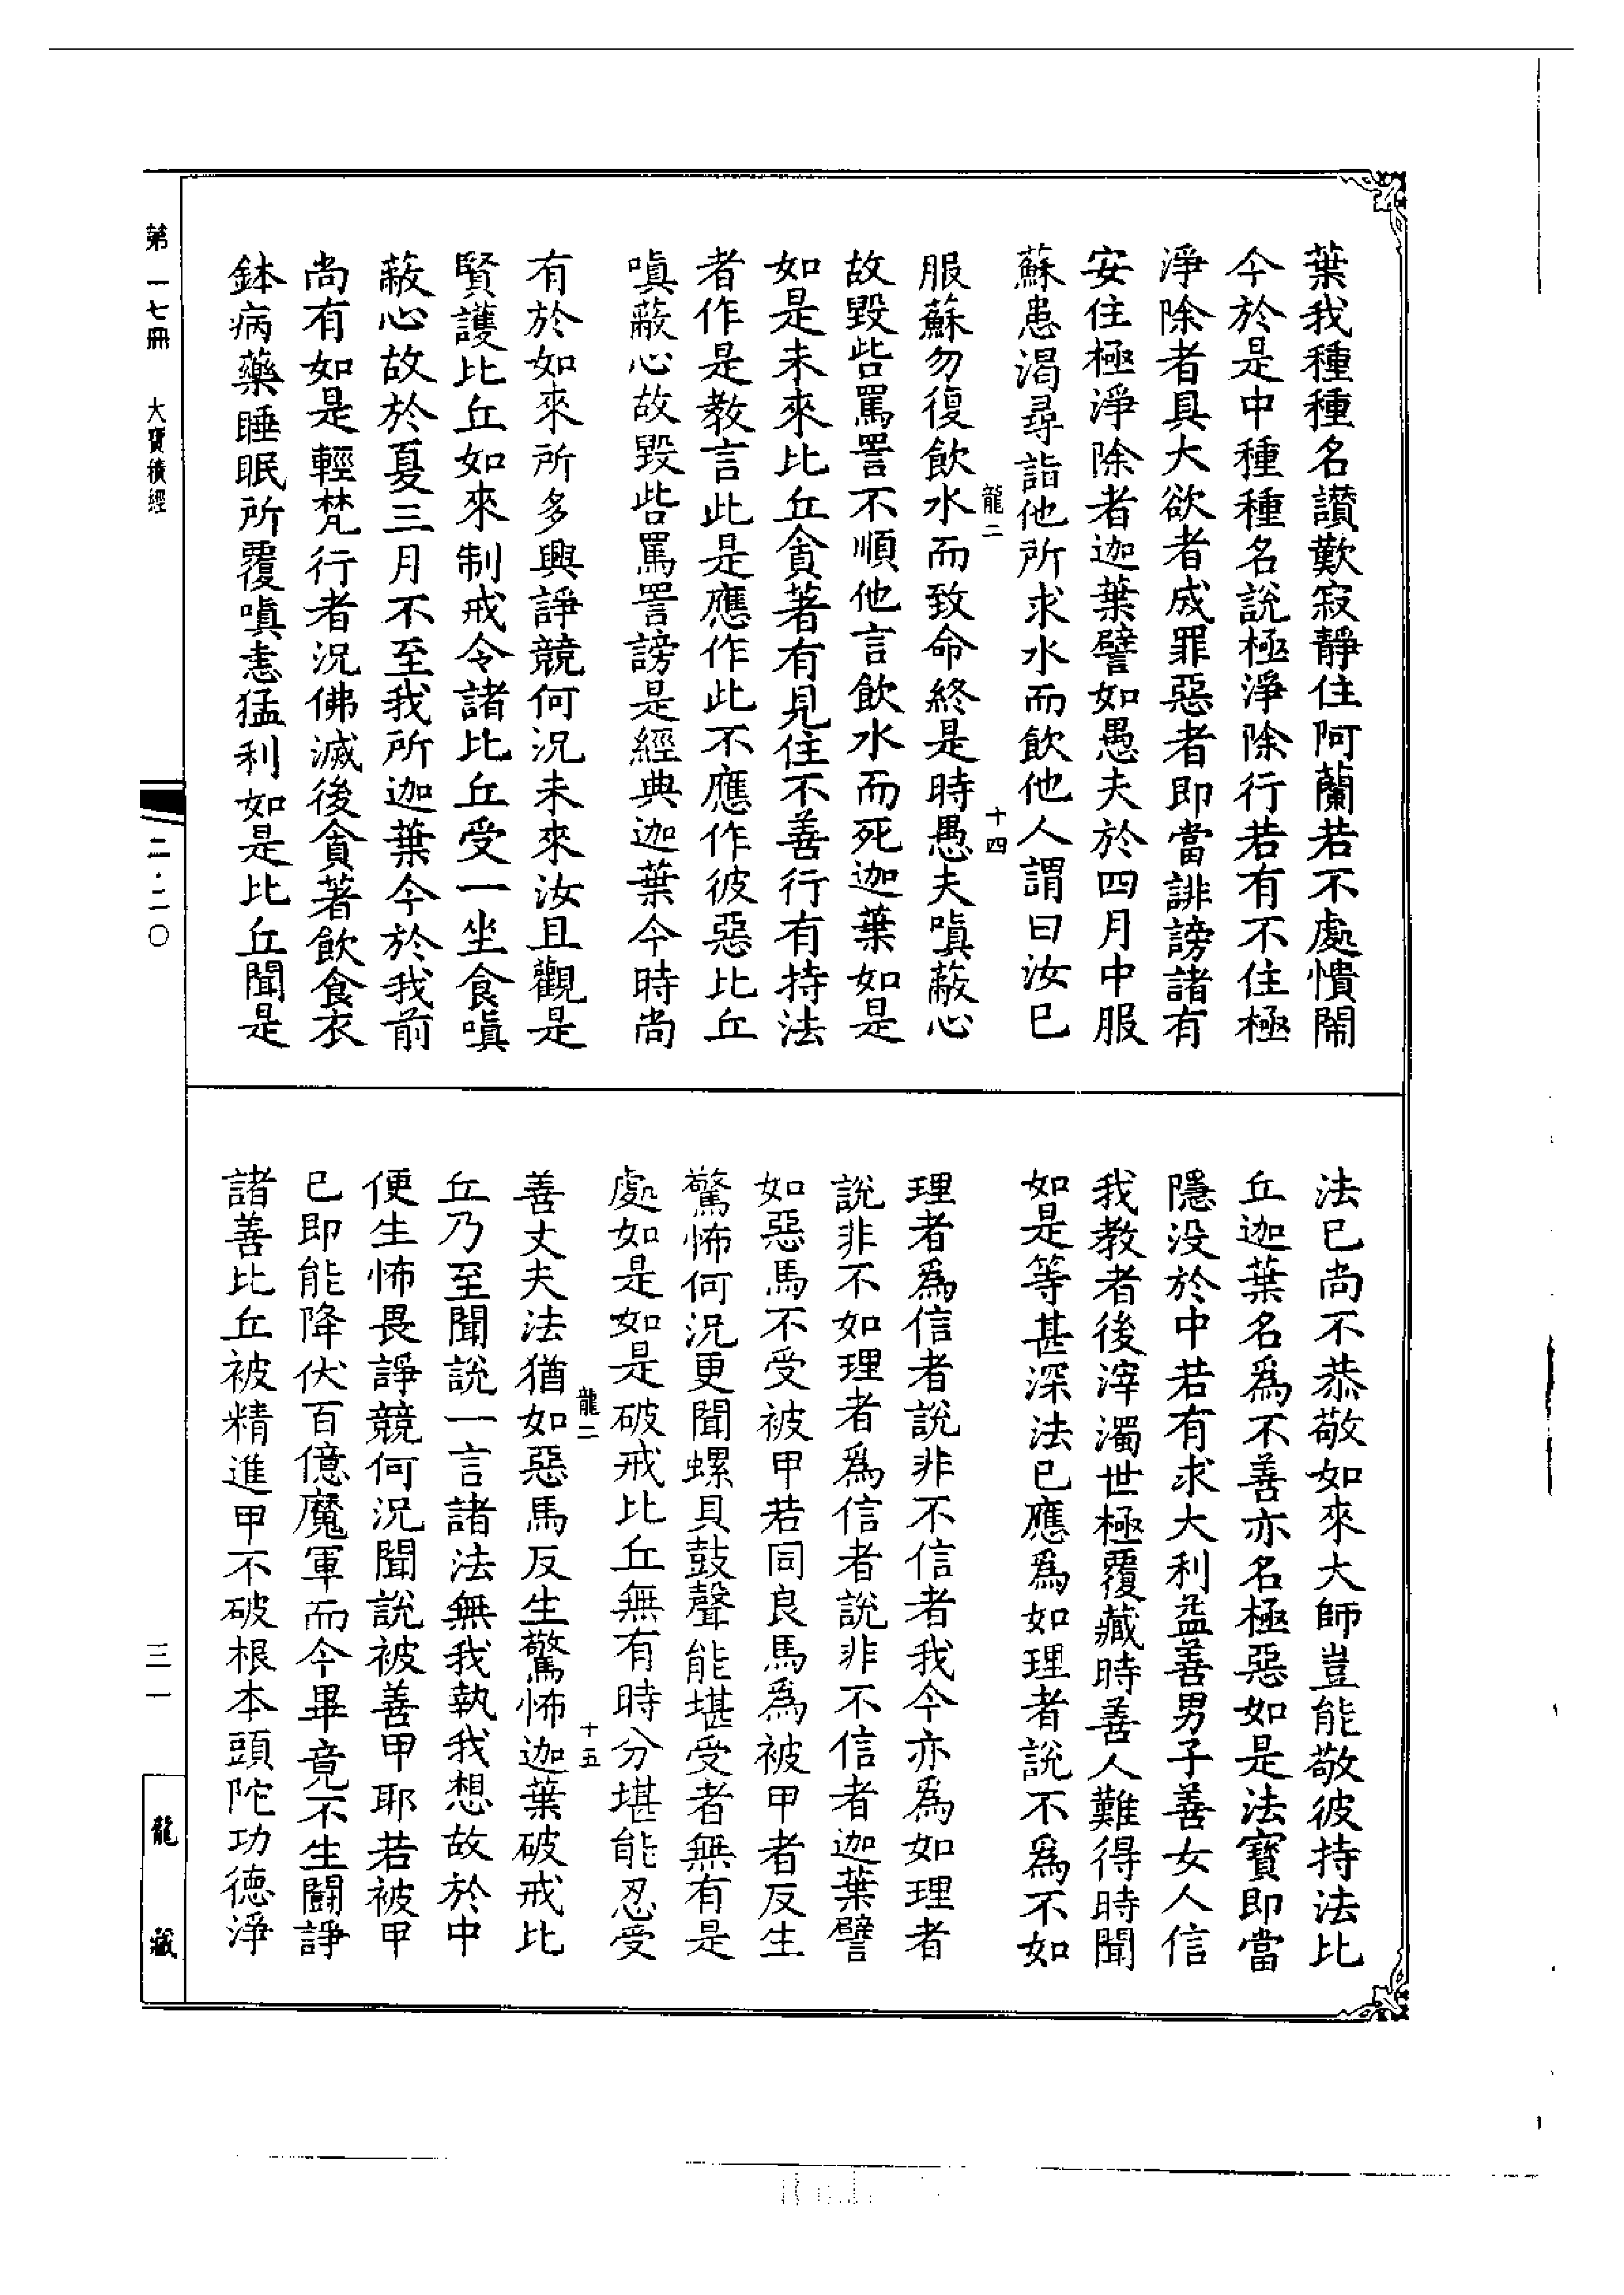 葉我種種名讃歎寂靜住阿蘭若不處憒閙
今於是中種種名說極淨除行若有不住極
淨除者具大欲者成罪惡者即當誹謗諸有
安住極淨除者迦葉譬如愚夫於四月中服
蘇患渴尋詣他所求水而飲他人謂曰汝已
龍二
十四
服蘇勿復飲水而致命終是時愚夫嗔蔽心
故毀呰罵詈不順他言飲水而死迦葉如是
如是未來比丘貪著有見住不善行有持法
者作是教言此是應作此不應作彼惡比丘
嗔蔽心故毀呰罵詈謗是經典迦葉今時尚
有於如來所多興諍競何況未來汝且觀是
賢護比丘如來制戒令諸比丘受一坐食嗔
蔽心故於夏三月不至我所迦葉今於我前
尚有如是輕梵行者況佛滅後貪著飲食衣
鉢病藥睡眠所覆嗔恚猛利如是比丘聞是
法已尚不恭敬如來大師豈能敬彼持法比
丘迦葉名爲不善亦名極惡如是法寶即當
隱没於中若有求大利益善男子善女人信
我教者後滓濁世極覆藏時善人難得時聞
如是等甚深法已應爲如理者說不爲不如
理者爲信者說非不信者我今亦爲如理者
說非不如理者爲信者說非不信者迦葉譬
如惡馬不受被甲若同良馬爲被甲者反生
驚怖何況更聞螺貝鼓聲能堪受者無有是
處如是如是破戒比丘無有時分堪能忍受
龍二
十五
善丈夫法猶如惡馬反生驚怖迦葉破戒比
丘乃至聞說一言諸法無我執我想故於中
便生怖畏諍競何況聞說被善甲耶若被甲
已即能降伏百億魔軍而今畢竟不生鬪諍
諸善比丘被精進甲不破根本頭陀功德淨
第一七冊　大寶積經
二·二〇
三一
龍藏